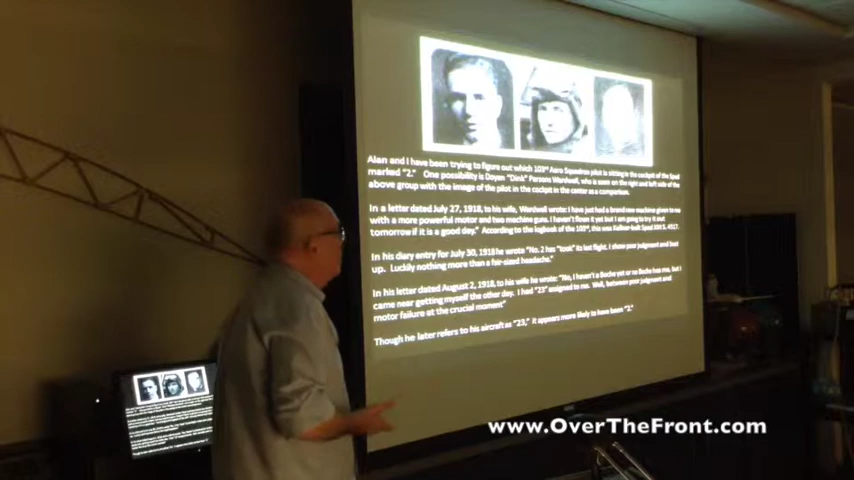 Alan and I have been trying to figure out which 103rd Aero Squadron pilot is sitting in the cockpit of the Spad
marked "2." One possibility is Doyen "Dink" Parsons Wardwell, who is seen on the right and left side of the
above group with the image of the pilot in the cockpit in the center as a comparison.
In a letter dated July 27, 1918, to his wife, Wardwell wrote: I have just had a brand new machine given to me
with a more powerful motor and two machine guns. I haven't flown it yet but I am going to try it out
tomorrow if it is a good day." According to the logbook of the 103rd, this was Kellner-built Spad XIII S.
In his diary entry for July 30, 1918 he wrote "No. 2 has "took" its last flight. I show poor judgment and bust
up. Luckily nothing more than a fair-sized headache."
In his letter dated August 2, 1918, to his wife he wrote: "No, I haven't a Boche yet or no Boche has me, but I
came near getting myself the other day. I had "23" assigned to me. Well, between poor judgment and
motor failure at the crucial moment"
Though he later refers to his aircraft as "23," it appears more likely to have been "2."
www.OverTheFront.com